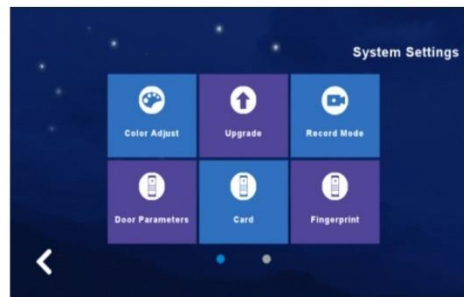 System Settings
Color Adjust
Upgrade
Record Mode
Door Parameters
Card
Fingerprint